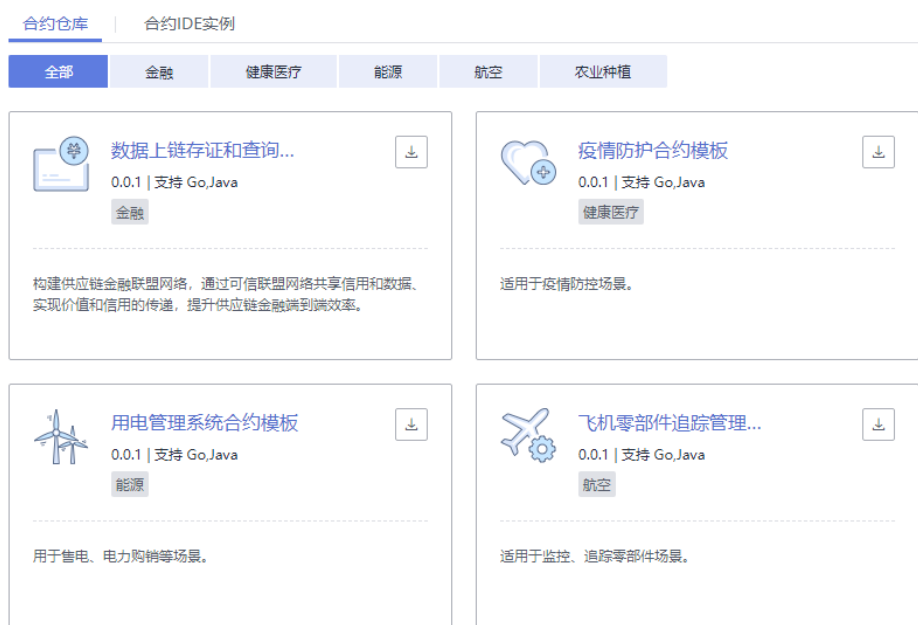 合约仓库
合约IDE实例
全部
金融
健康医疗
能源
航空
农业种植
数据上链存证和查询...
0.0.1 | 支持 Go,Java
金融
构建供应链金融联盟网络，通过可信联盟网络共享信用和数据、
实现价值和信用的传递，提升供应链金融端到端效率。
疫情防护合约模板
0.0.1 | 支持 Go,Java
健康医疗
适用于疫情防控场景。
用电管理系统合约模板
0.0.1 | 支持 Go,Java
能源
用于售电、电力购销等场景。
飞机零部件追踪管理...
0.0.1 | 支持 Go,Java
航空
适用于监控、追踪零部件场景。